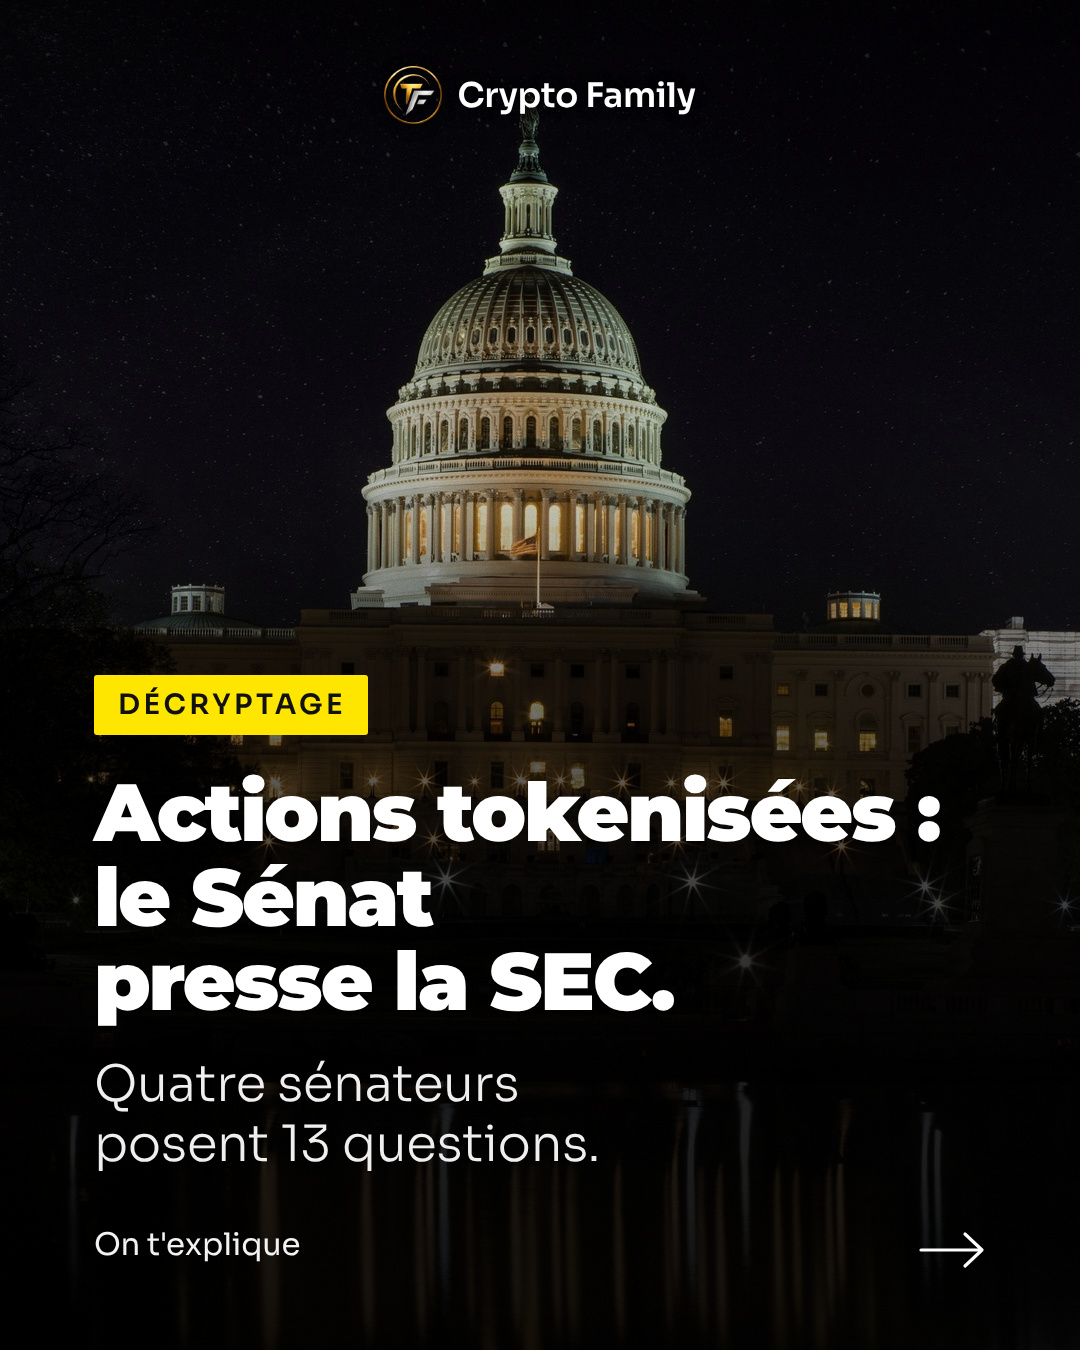 Crypto Family
DÉCRYPTAGE
Actions tokenisées :
le Sénat
presse la SEC.
Quatre sénateurs
posent 13 questions.
On t'explique